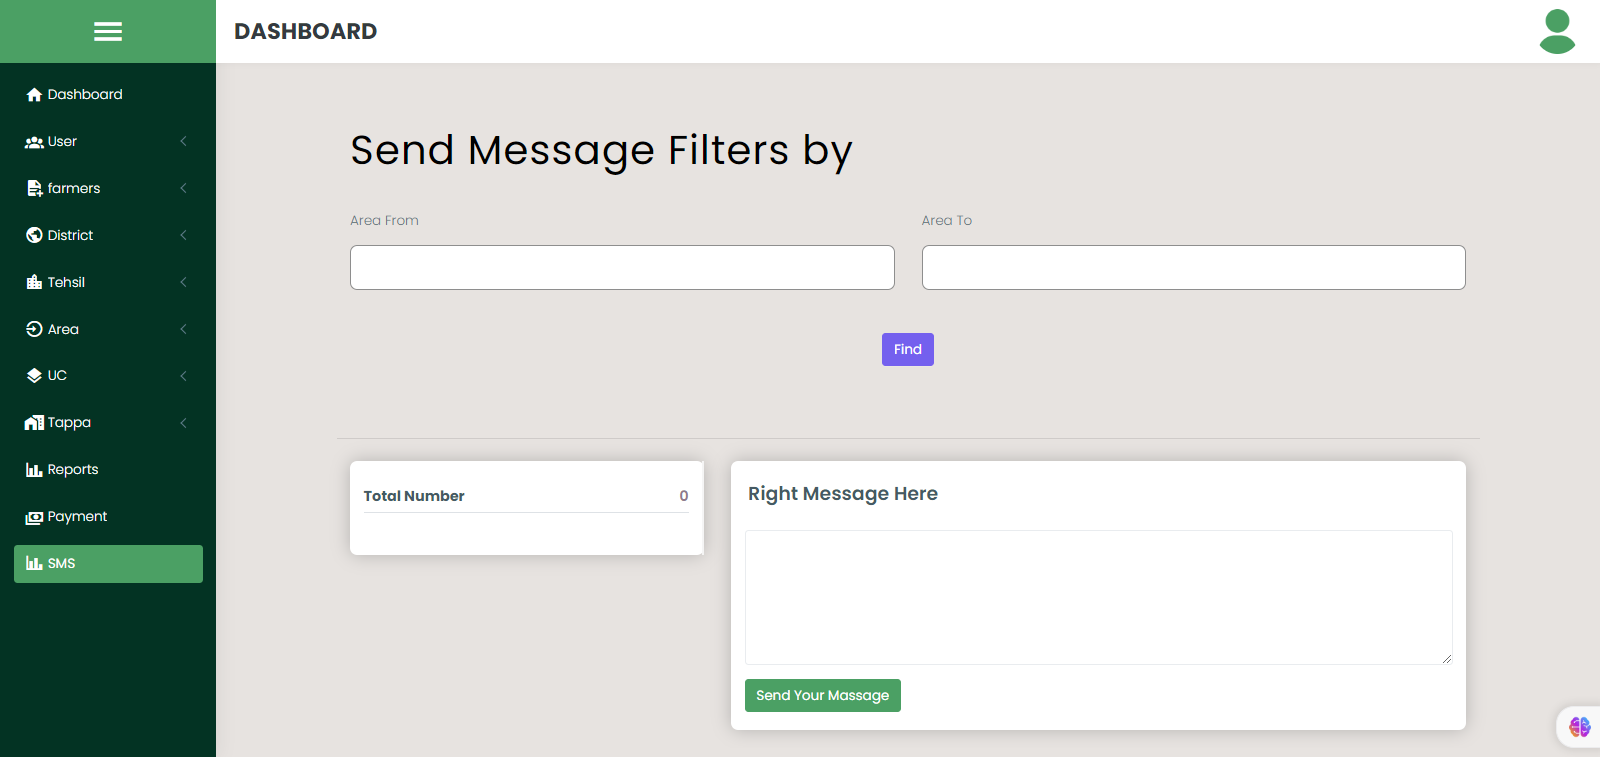 DASHBOARD
Dashboard
User
farmers
District
Tehsil
Area
UC
Tappa
Reports
Payment
SMS
Send Message Filters by
Area From
Area To
Find
Total Number 0
Right Message Here
Send Your Massage